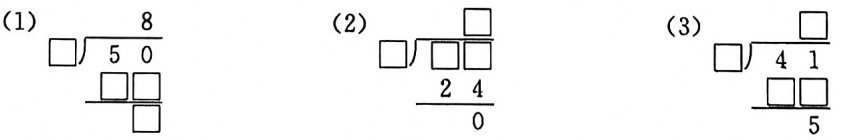 (1) 8 (2) □ (3) □
□)50 □)□□ □)41
□□ 24 □□
□ 0 5